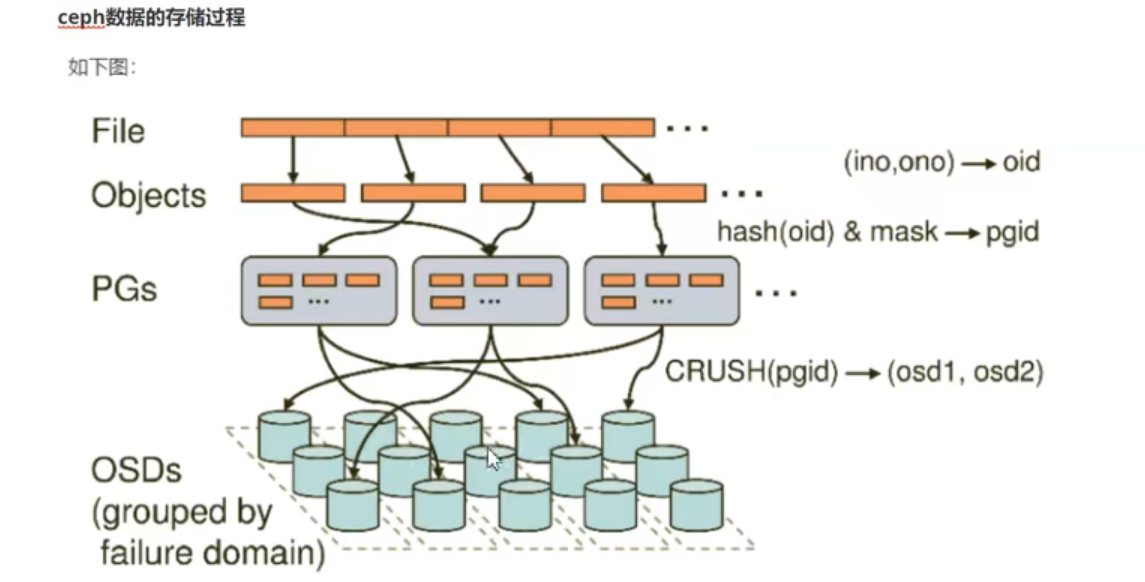 ceph数据的存储过程
如下图：
File
(ino,ono) → oid
Objects
hash(oid) & mask → pgid
PGs
CRUSH(pgid) → (osd1, osd2)
OSDs
(grouped by
failure domain)